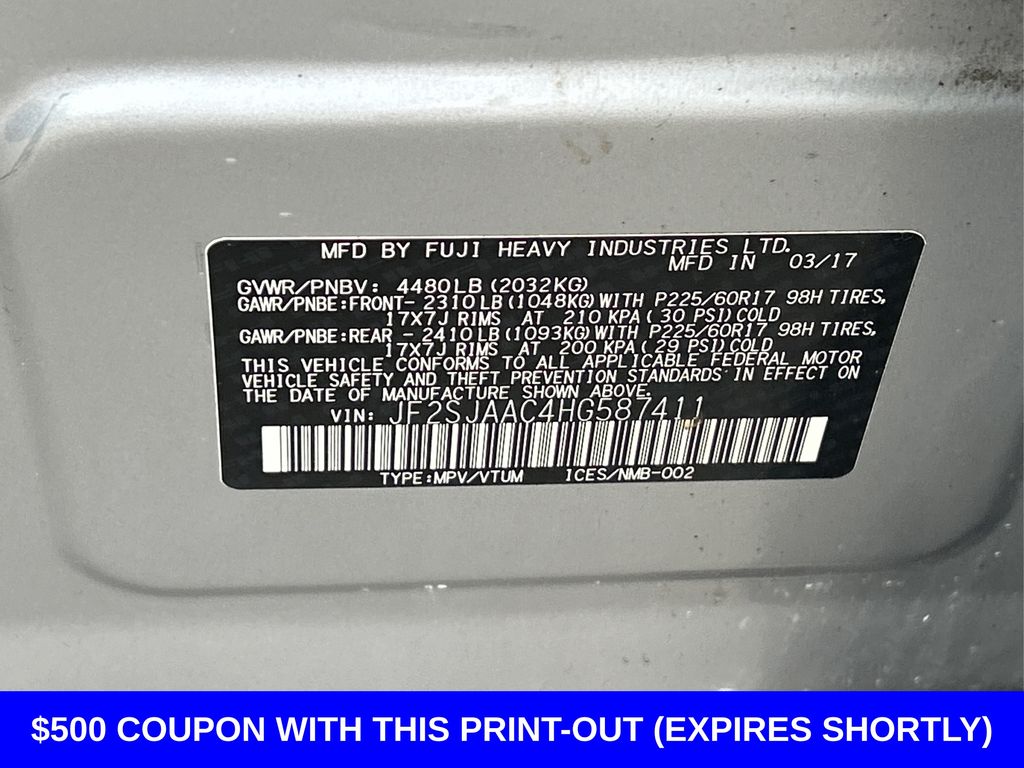 MFD BY FUJI HEAVY INDUSTRIES LTD.
MFD IN 03/17
GVWR/PNBV: 4480LB(2032KG)
GAWR/PNBE:FRONT- 2310LB(1048KG)WITH P225/60R17 98H TIRES,
17X7J RIMS AT 210 KPA( 30 PSI)COLD
GAWR/PNBE:REAR - 2410LB(1093KG)WITH P225/60R17 98H TIRES,
17X7J RIMS AT 200 KPA( 29 PSI)COLD
THIS VEHICLE CONFORMS TO ALL APPLICABLE FEDERAL MOTOR
VEHICLE SAFETY AND THEFT PREVENTION STANDARDS IN EFFECT ON
THE DATE OF MANUFACTURE SHOWN ABOVE.
VIN: JF2SJAAC4HG587411
TYPE:MPV/VTUM ICES/NMB-002
$500 COUPON WITH THIS PRINT-OUT (EXPIRES SHORTLY)